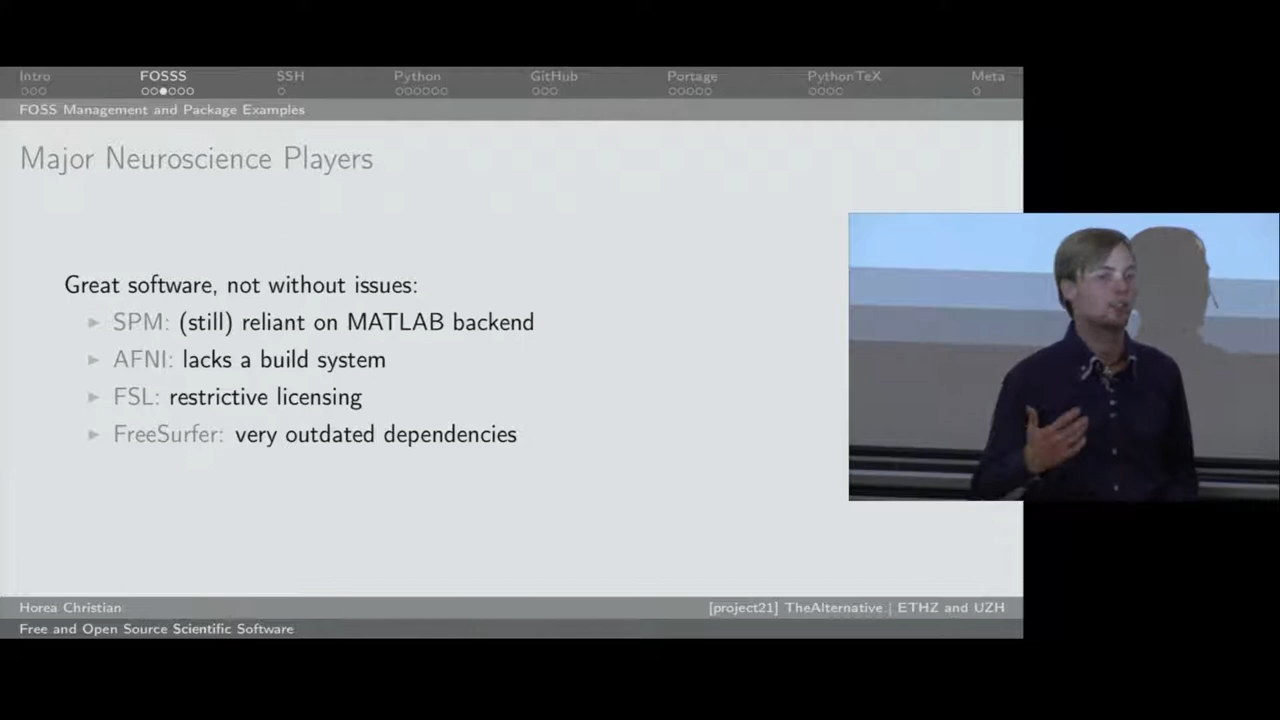 Intro FOSSS SSH Python GitHub Portage PythonTeX Meta
FOSS Management and Package Examples
Major Neuroscience Players
Great software, not without issues:
SPM: (still) reliant on MATLAB backend
AFNI: lacks a build system
FSL: restrictive licensing
FreeSurfer: very outdated dependencies
Horea Christian [project21] TheAlternative | ETHZ and UZH
Free and Open Source Scientific Software